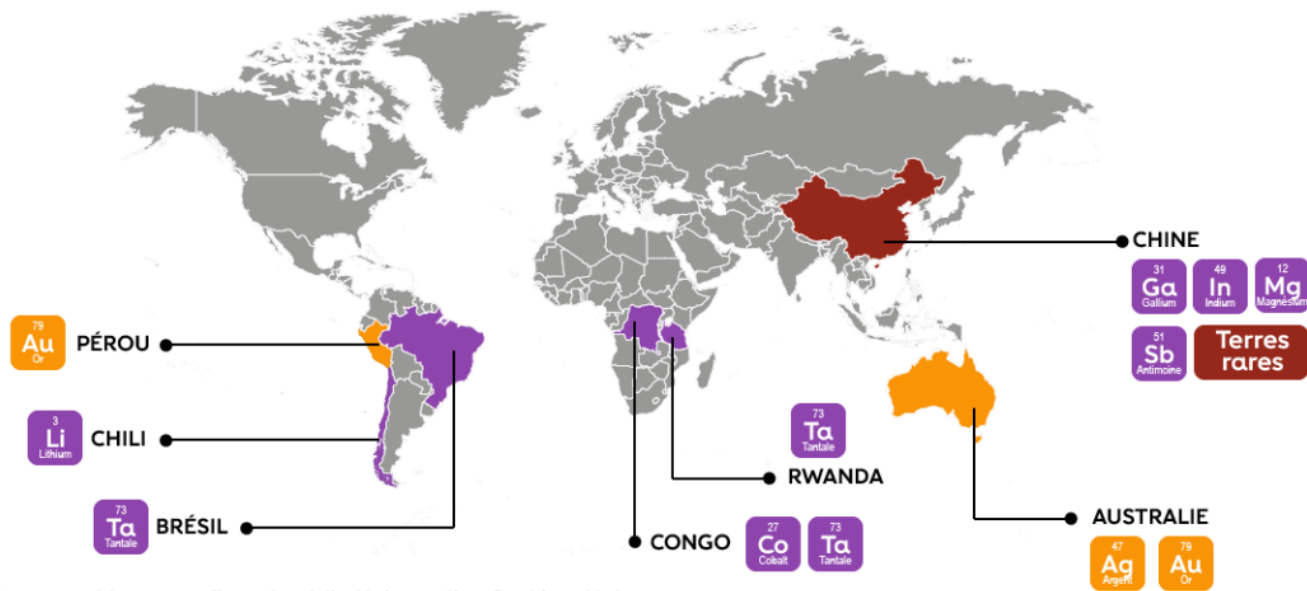 CHINE
31
Ga
Gallium
49
In
Indium
12
Mg
Magnésium
51
Sb
Antimoine
Terres
rares
79
Au
Or
PÉROU
3
Li
Lithium
CHILI
73
Ta
Tantale
BRÉSIL
73
Ta
Tantale
RWANDA
CONGO
27
Co
Cobalt
73
Ta
Tantale
AUSTRALIE
47
Ag
Argent
79
Au
Or